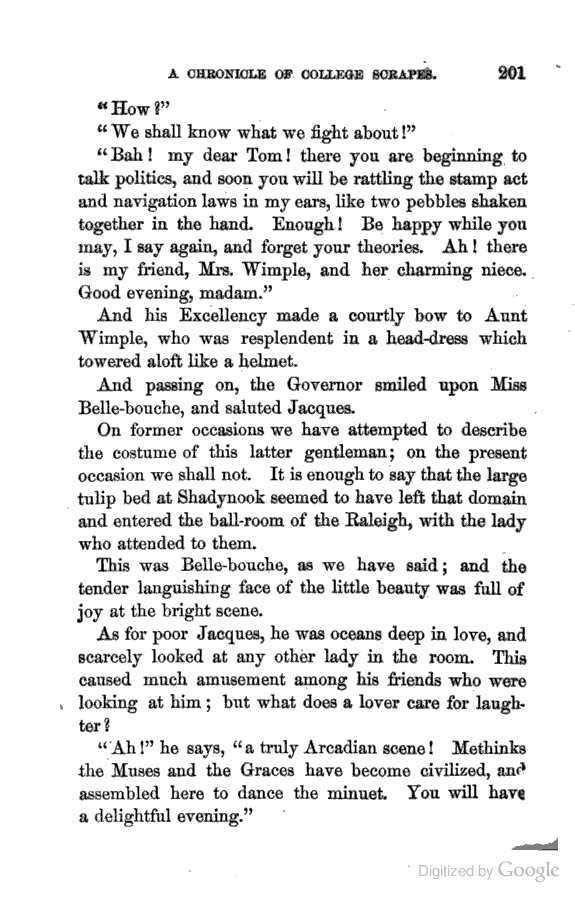 A CHRONICLE OF COLLEGE SCRAPES. 201
"How?"
"We shall know what we fight about!"
"Bah! my dear Tom! there you are beginning to
talk politics, and soon you will be rattling the stamp act
and navigation laws in my ears, like two pebbles shaken
together in the hand. Enough! Be happy while you
may, I say again, and forget your theories. Ah! there
is my friend, Mrs. Wimple, and her charming niece.
Good evening, madam."
And his Excellency made a courtly bow to Aunt
Wimple, who was resplendent in a head-dress which
towered aloft like a helmet.
And passing on, the Governor smiled upon Miss
Belle-bouche, and saluted Jacques.
On former occasions we have attempted to describe
the costume of this latter gentleman; on the present
occasion we shall not. It is enough to say that the large
tulip bed at Shadynook seemed to have left that domain
and entered the ball-room of the Raleigh, with the lady
who attended to them.
This was Belle-bouche, as we have said; and the
tender languishing face of the little beauty was full of
joy at the bright scene.
As for poor Jacques, he was oceans deep in love, and
scarcely looked at any other lady in the room. This
caused much amusement among his friends who were
looking at him; but what does a lover care for laugh-
ter?
"Ah!" he says, "a truly Arcadian scene! Methinks
the Muses and the Graces have become civilized, and
assembled here to dance the minuet. You will have
a delightful evening."
Digitized by Google